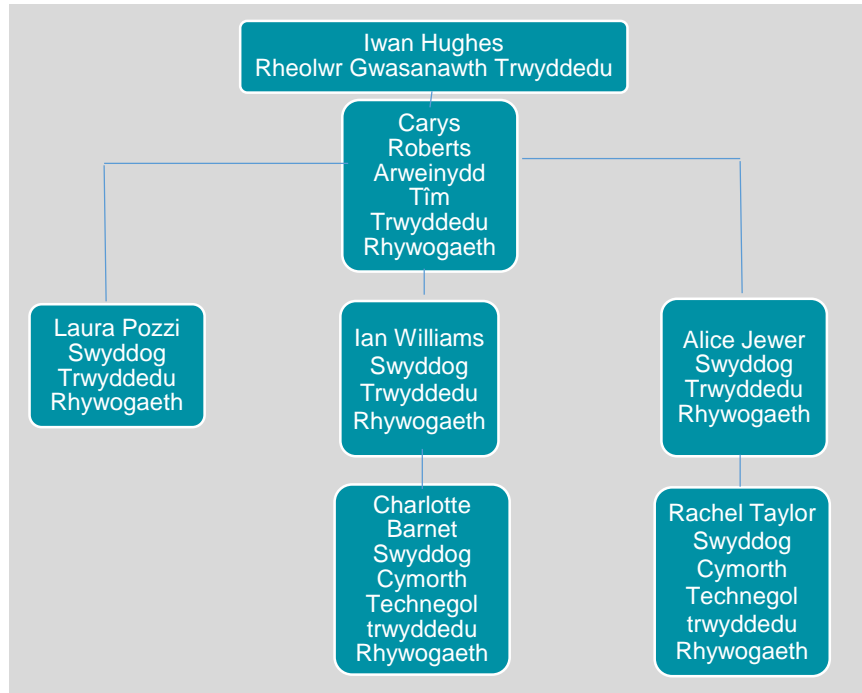 Iwan Hughes
Rheolwr Gwasanawth Trwyddedu
Carys
Roberts
Arweinydd
Tîm
Trwyddedu
Rhywogaeth
Laura Pozzi
Swyddog
Trwyddedu
Rhywogaeth
Ian Williams
Swyddog
Trwyddedu
Rhywogaeth
Alice Jewer
Swyddog
Trwyddedu
Rhywogaeth
Charlotte
Barnet
Swyddog
Cymorth
Technegol
trwyddedu
Rhywogaeth
Rachel Taylor
Swyddog
Cymorth
Technegol
trwyddedu
Rhywogaeth